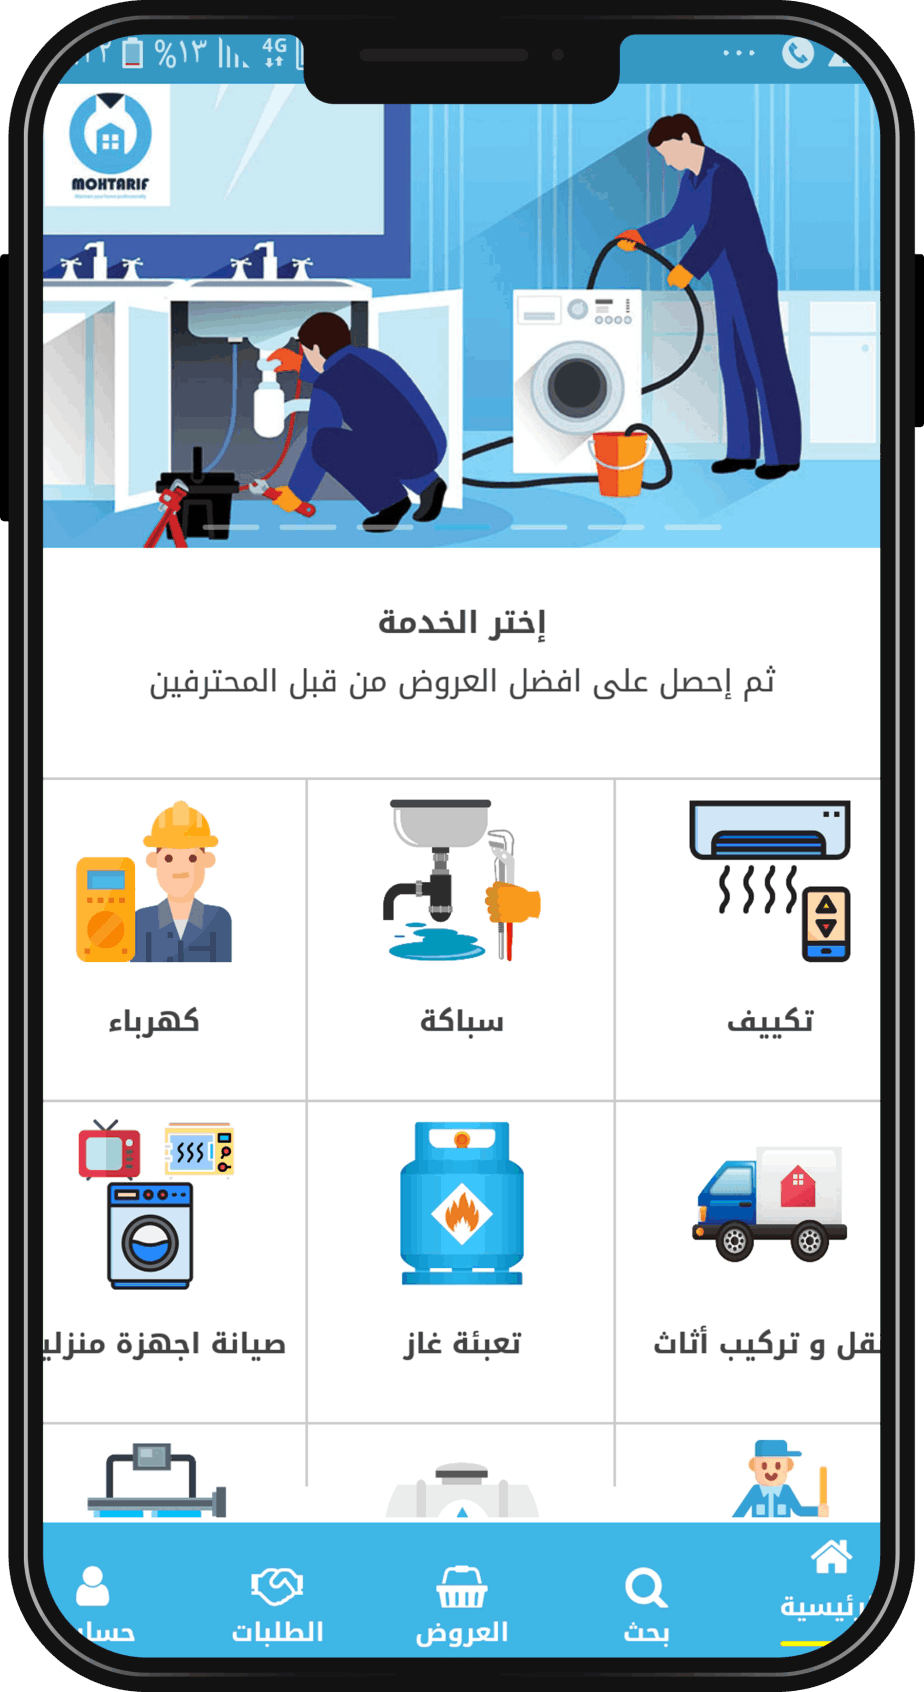 %١٣
4G
MOHTARIF
إختر الخدمة
ثم إحصل على افضل العروض من قبل المحترفين
تكييف
سباكة
كهرباء
نقل و تركيب أثاث
تعبئة غاز
صيانة اجهزة منزلي
رئيسية
بحث
العروض
الطلبات
حسا